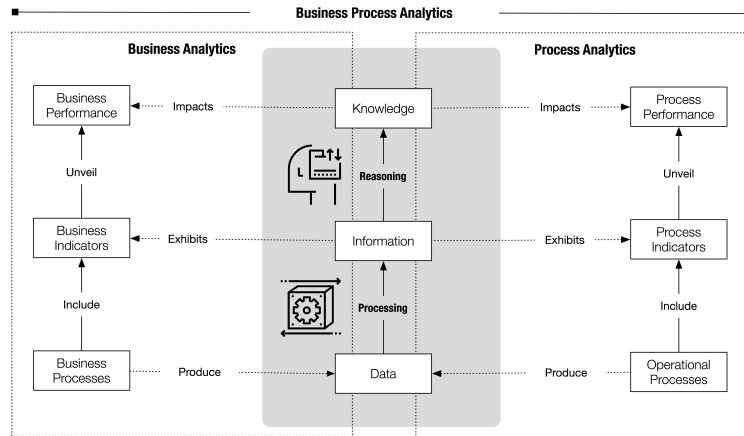 Business Process Analytics
Business Analytics
Process Analytics
Business
Performance
Impacts
Knowledge
Impacts
Process
Performance
Unveil
L
Reasoning
Unveil
Business
Indicators
Exhibits
Information
Exhibits
Process
Indicators
Include
Processing
Include
Business
Processes
Produce
Data
Produce
Operational
Processes